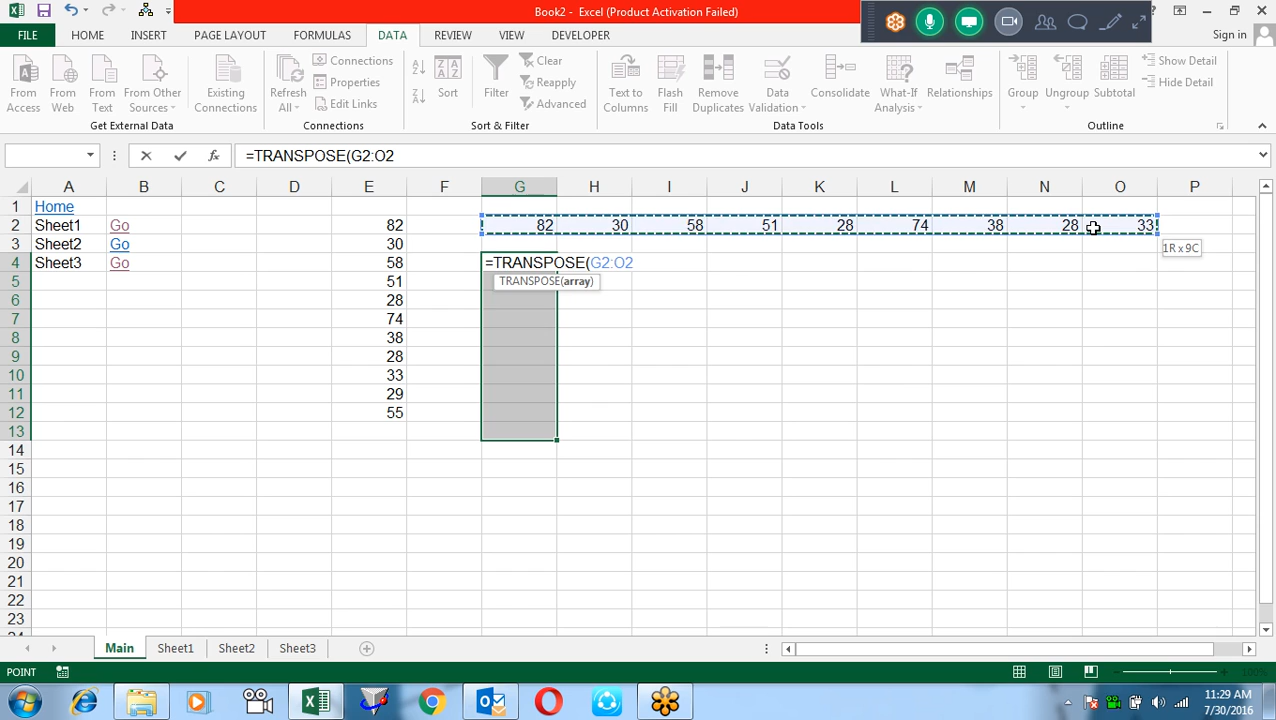 Book2 - Excel (Product Activation Failed)
FILE HOME INSERT PAGE LAYOUT FORMULAS DATA REVIEW VIEW DEVELOPER Sign in
From Access
From Web
From Text
From Other Sources
Existing Connections
Get External Data
Refresh All
Connections
Properties
Edit Links
Connections
Sort
Filter
Clear
Reapply
Advanced
Sort & Filter
Text to Columns
Flash Fill
Remove Duplicates
Data Validation
Consolidate
What-If Analysis
Relationships
Data Tools
Group
Ungroup
Subtotal
Show Detail
Hide Detail
Outline
=TRANSPOSE(G2:O2
A B C D E F G H I J K L M N O P
1 Home
2 Sheet1 Go 82 82 30 58 51 28 74 38 28 33
3 Sheet2 Go 30
1R x 9C
4 Sheet3 Go 58 =TRANSPOSE(G2:O2
5 51 TRANSPOSE(array)
6 28
7 74
8 38
9 28
10 33
11 29
12 55
13
14
15
16
17
18
19
20
21
22
23
Main Sheet1 Sheet2 Sheet3
POINT 100%
11:29 AM
7/30/2016